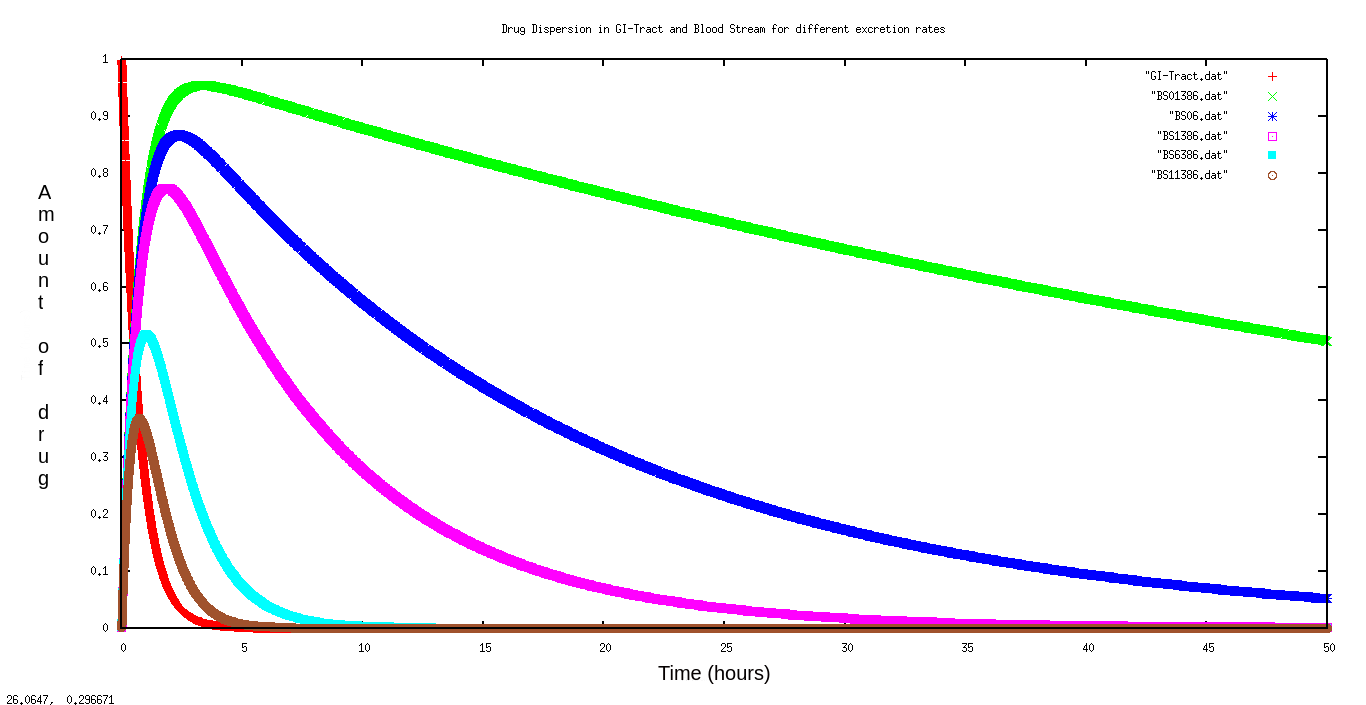 Drug Dispersion in GI-Tract and Blood Stream for different excretion rates
1
0.9
0.8
0.7
0.6
0.5
0.4
0.3
0.2
0.1
0
Amount of drug
"GI-Tract.dat"
"BS01386.dat"
"BS06.dat"
"BS1386.dat"
"BS6386.dat"
"BS11386.dat"
0 5 10 15 20 25 30 35 40 45 50
Time (hours)
26.0647, 0.296671